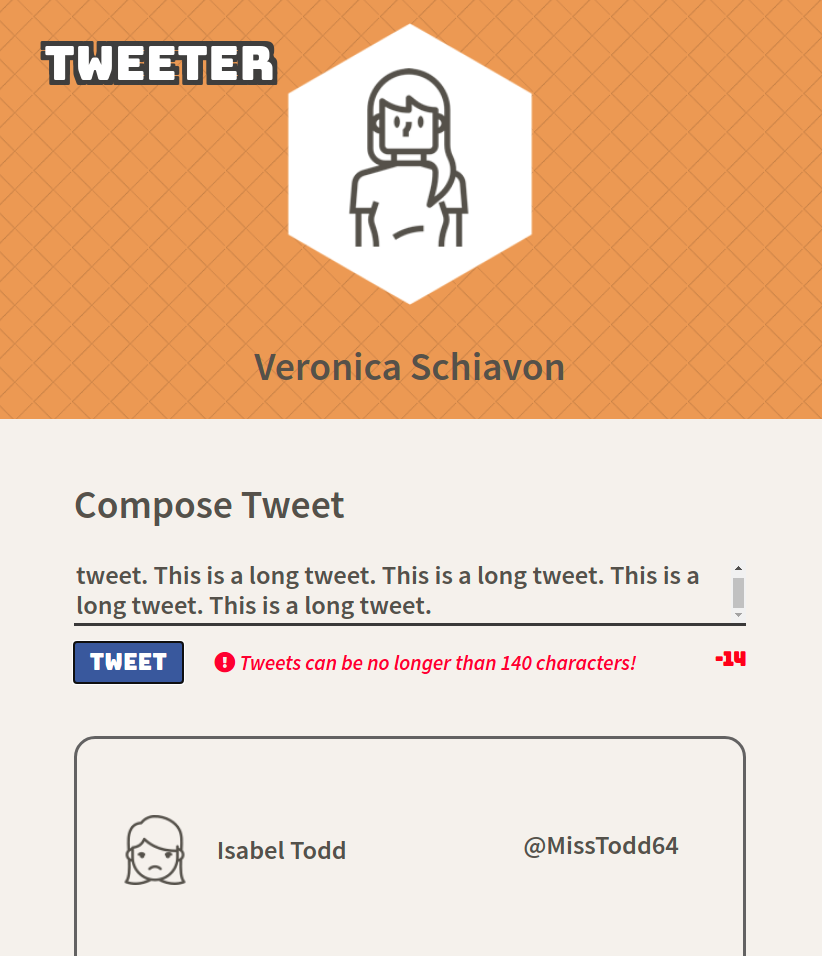 TWEETER
Veronica Schiavon
Compose Tweet
tweet. This is a long tweet. This is a long tweet. This is a
long tweet. This is a long tweet.
TWEET
Tweets can be no longer than 140 characters!
-14
Isabel Todd
@MissTodd64